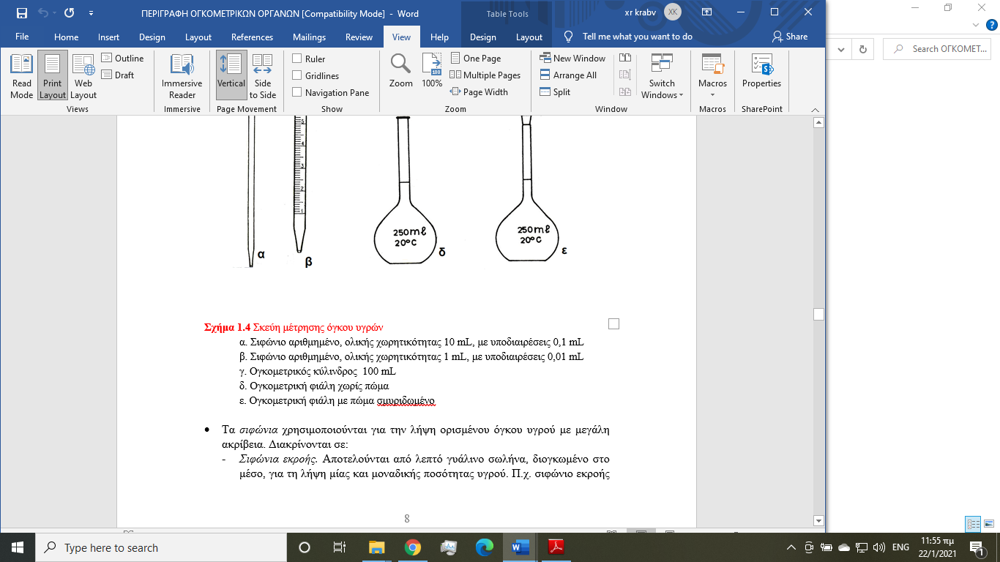 ΠΕΡΙΓΡΑΦΗ ΟΓΚΟΜΕΤΡΙΚΩΝ ΟΡΓΑΝΩΝ [Compatibility Mode] - Word
Table Tools
xr krabv
XK
File Home Insert Design Layout References Mailings Review View Help Design Layout Tell me what you want to do Share
Search ΟΓΚΟΜΕΤ...
Read Mode
Print Layout
Web Layout
Outline
Draft
Views
Immersive Reader
Immersive
Vertical
Side to Side
Page Movement
Ruler
Gridlines
Navigation Pane
Show
Zoom
100
100%
One Page
Multiple Pages
Page Width
Zoom
New Window
Arrange All
Split
Switch Windows
Window
Macros
Macros
Properties
SharePoint
5
4
3
2
1
250mℓ
20°C
250mℓ
20°C
α
β
δ
ε
Σχήμα 1.4 Σκεύη μέτρησης όγκου υγρών
α. Σιφώνιο αριθμημένο, ολικής χωρητικότητας 10 mL, με υποδιαιρέσεις 0,1 mL
β. Σιφώνιο αριθμημένο, ολικής χωρητικότητας 1 mL, με υποδιαιρέσεις 0,01 mL
γ. Ογκομετρικός κύλινδρος 100 mL
δ. Ογκομετρική φιάλη χωρίς πώμα
ε. Ογκομετρική φιάλη με πώμα σμυριδωμένο
• Τα σιφώνια χρησιμοποιούνται για την λήψη ορισμένου όγκου υγρού με μεγάλη
ακρίβεια. Διακρίνονται σε:
- Σιφώνια εκροής. Αποτελούνται από λεπτό γυάλινο σωλήνα, διογκωμένο στο
μέσο, για τη λήψη μίας και μοναδικής ποσότητας υγρού. Π.χ. σιφώνιο εκροής
8
Type here to search
ENG
11:55 πμ
22/1/2021
1